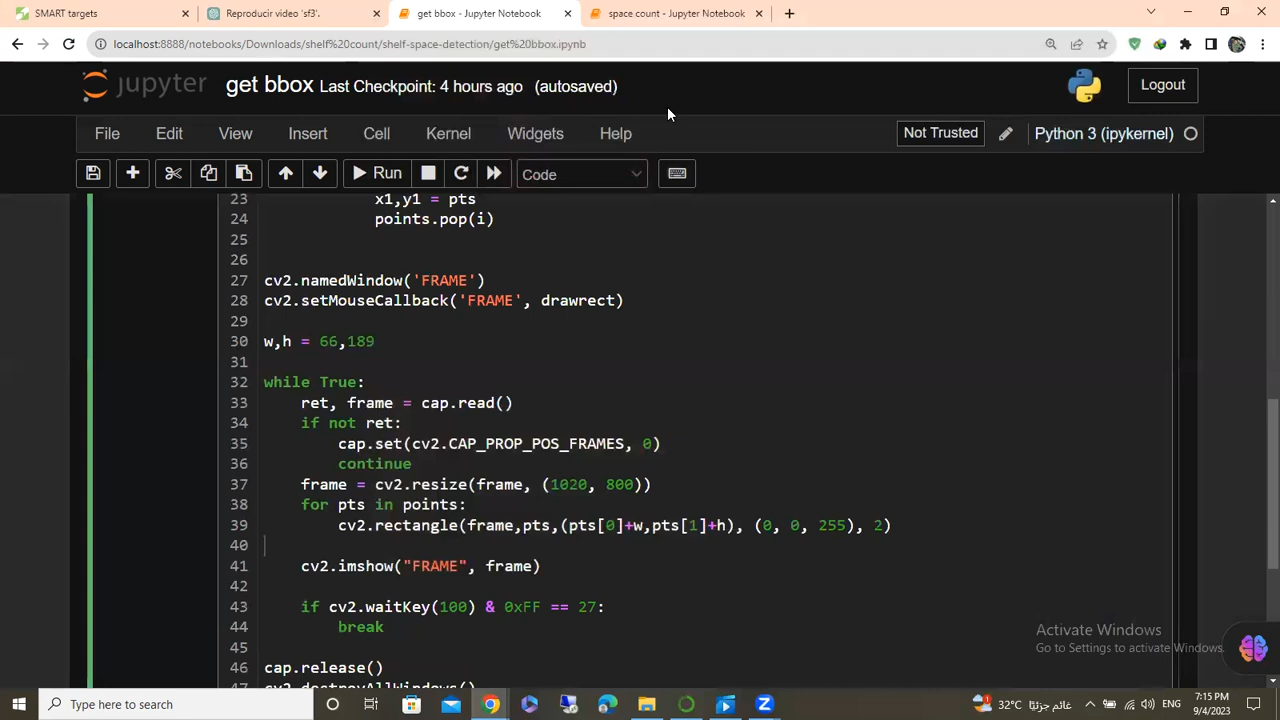 SMART targets
Reproducir video 'sf3'.
get bbox - Jupyter Notebook
space count - Jupyter Notebook
localhost:8888/notebooks/Downloads/shelf%20count/shelf-space-detection/get%20bbox.ipynb
jupyter get bbox Last Checkpoint: 4 hours ago (autosaved)
Logout
File Edit View Insert Cell Kernel Widgets Help
Not Trusted
Python 3 (ipykernel)
Run
Code
23 x1,y1 = pts
24 points.pop(i)
25
26
27 cv2.namedWindow('FRAME')
28 cv2.setMouseCallback('FRAME', drawrect)
29
30 w,h = 66,189
31
32 while True:
33 ret, frame = cap.read()
34 if not ret:
35 cap.set(cv2.CAP_PROP_POS_FRAMES, 0)
36 continue
37 frame = cv2.resize(frame, (1020, 800))
38 for pts in points:
39 cv2.rectangle(frame,pts,(pts[0]+w,pts[1]+h), (0, 0, 255), 2)
40
41 cv2.imshow("FRAME", frame)
42
43 if cv2.waitKey(100) & 0xFF == 27:
44 break
45
46 cap.release()
47 cv2.destroyAllWindows()
Activate Windows
Go to Settings to activate Windows.
Type here to search
32°C غائم جزئيًا
ENG
7:15 PM
9/4/2023